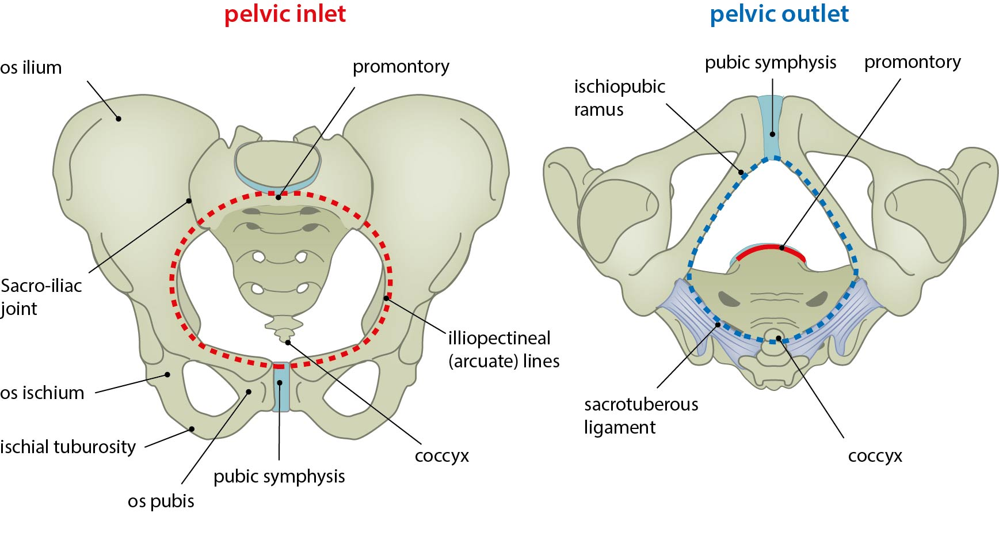 pelvic inlet
os ilium
promontory
Sacro-iliac
joint
illiopectineal
(arcuate) lines
os ischium
ischial tuburosity
coccyx
pubic symphysis
os pubis
pelvic outlet
pubic symphysis
promontory
ischiopubic
ramus
sacrotuberous
ligament
coccyx